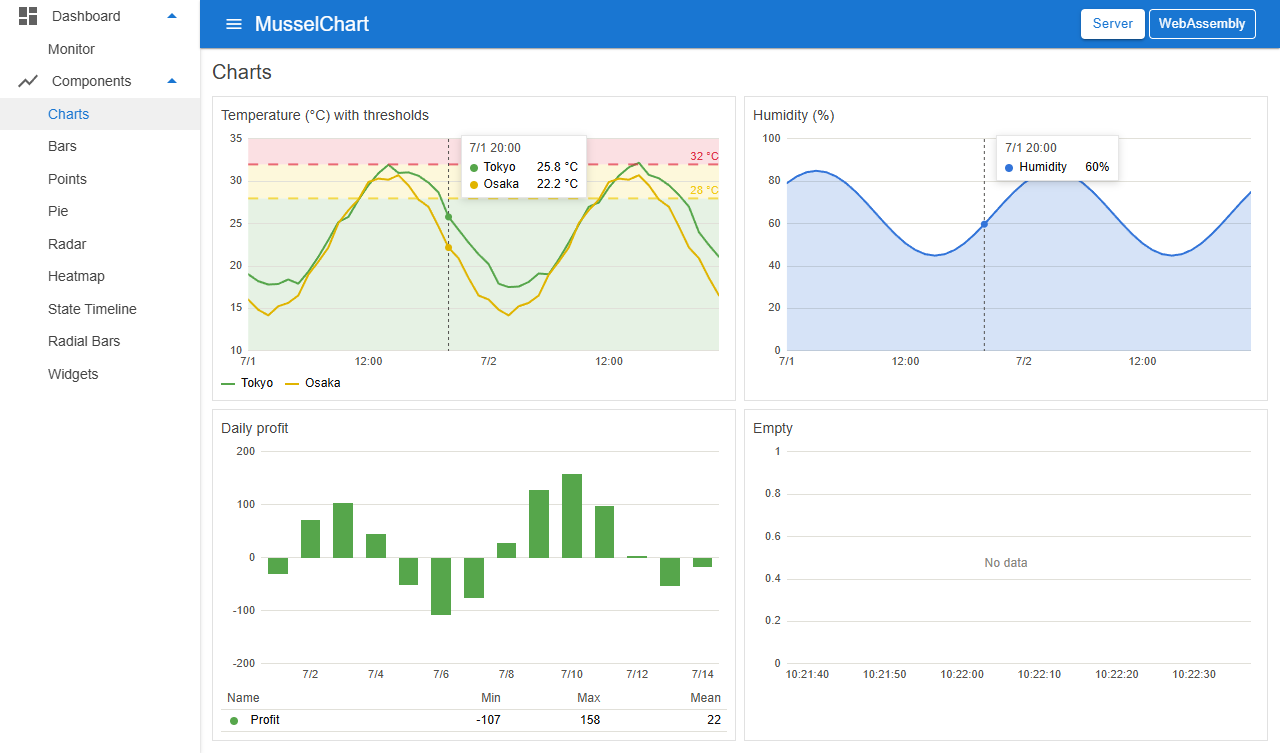 Dashboard
Monitor
Components
Charts
Bars
Points
Pie
Radar
Heatmap
State Timeline
Radial Bars
Widgets
MusselChart
Server
WebAssembly
Charts
Temperature (°C) with thresholds
35
30
25
20
15
10
32 °C
28 °C
7/1 20:00
Tokyo 25.8 °C
Osaka 22.2 °C
7/1 12:00 7/2 12:00
Tokyo Osaka
Humidity (%)
100
80
60
40
20
0
7/1 20:00
Humidity 60%
7/1 12:00 7/2 12:00
Daily profit
200
100
0
-100
-200
7/2 7/4 7/6 7/8 7/10 7/12 7/14
Name Min Max Mean
Profit -107 158 22
Empty
1
0.8
0.6
0.4
0.2
0
No data
10:21:40 10:21:50 10:22:00 10:22:10 10:22:20 10:22:30